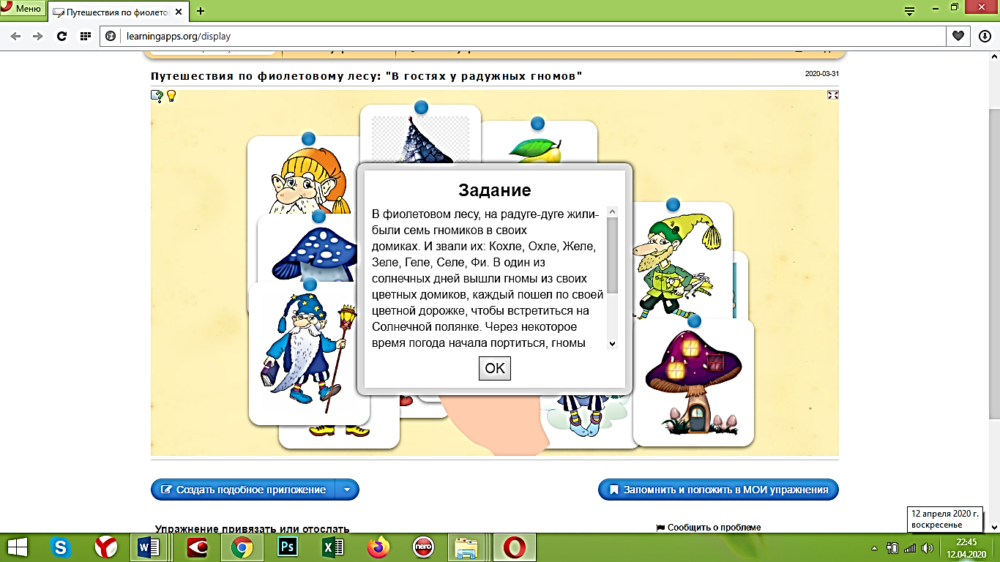 Меню
Путешествия по фиолетов
learningapps.org/display
Путешествия по фиолетовому лесу: "В гостях у радужных гномов"
2020-03-31
Задание
В фиолетовом лесу, на радуге-дуге жили-
были семь гномиков в своих
домиках. И звали их: Кохле, Охле, Желе,
Зеле, Геле, Селе, Фи. В один из
солнечных дней вышли гномы из своих
цветных домиков, каждый пошел по своей
цветной дорожке, чтобы встретиться на
Солнечной полянке. Через некоторое
время погода начала портиться, гномы
OK
Создать подобное приложение
Запомнить и положить в МОИ упражнения
Упражнение привязать или отослать
Сообщить о проблеме
12 апреля 2020 г.
воскресенье
Ps
nero
22:45
12.04.2020